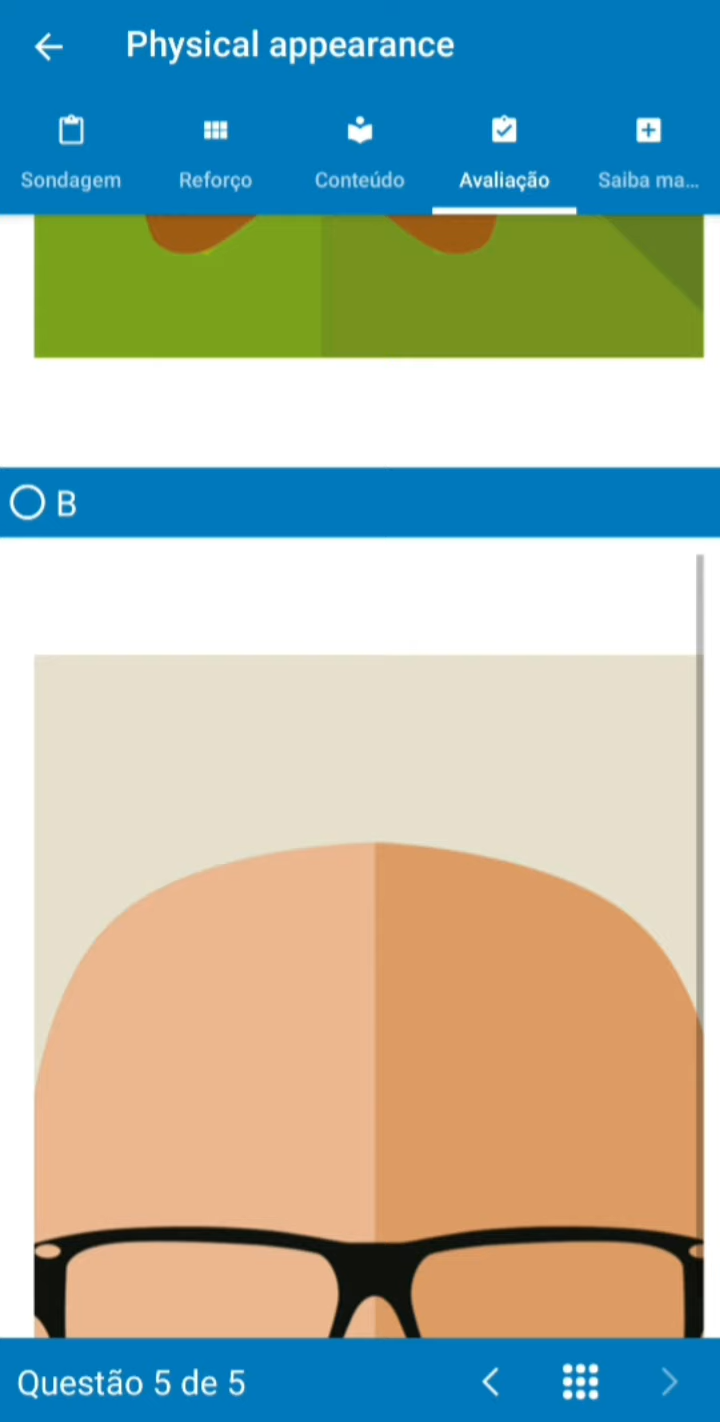 Physical appearance
Sondagem
Reforço
Conteúdo
Avaliação
Saiba ma...
B
Questão 5 de 5